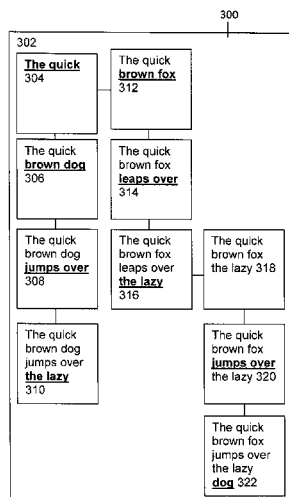 300
302
The quick
304
The quick
brown dog
306
The quick
brown dog
jumps over
308
The quick
brown dog
jumps over
the lazy
310
The quick
brown fox
312
The quick
brown fox
leaps over
314
The quick
brown fox
leaps over
the lazy
316
The quick
brown fox
the lazy 318
The quick
brown fox
jumps over
the lazy 320
The quick
brown fox
jumps over
the lazy
dog 322